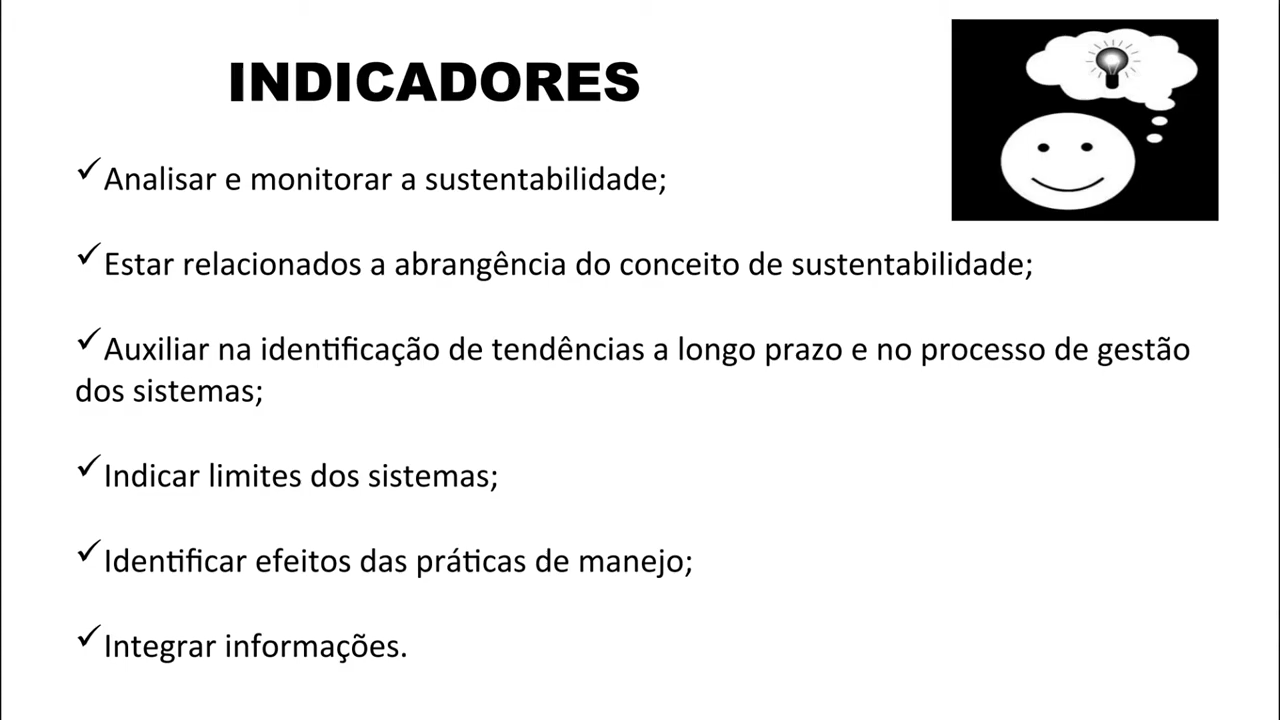 INDICADORES
✓Analisar e monitorar a sustentabilidade;
✓Estar relacionados a abrangência do conceito de sustentabilidade;
✓Auxiliar na identificação de tendências a longo prazo e no processo de gestão
dos sistemas;
✓Indicar limites dos sistemas;
✓Identificar efeitos das práticas de manejo;
✓Integrar informações.